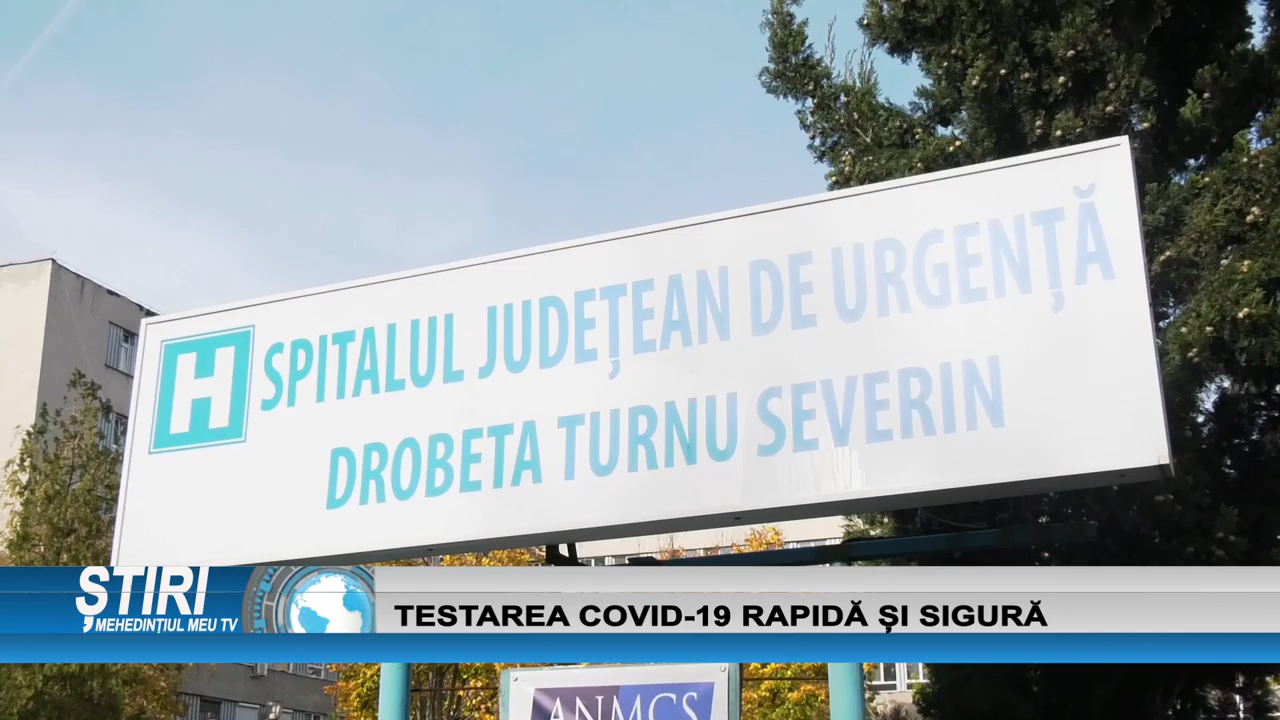 H SPITALUL JUDEȚEAN DE URGENȚĂ
DROBETA TURNU SEVERIN
ȘTIRI
MEHEDINȚIUL MEU TV
TESTAREA COVID-19 RAPIDĂ ȘI SIGURĂ
ANMCS